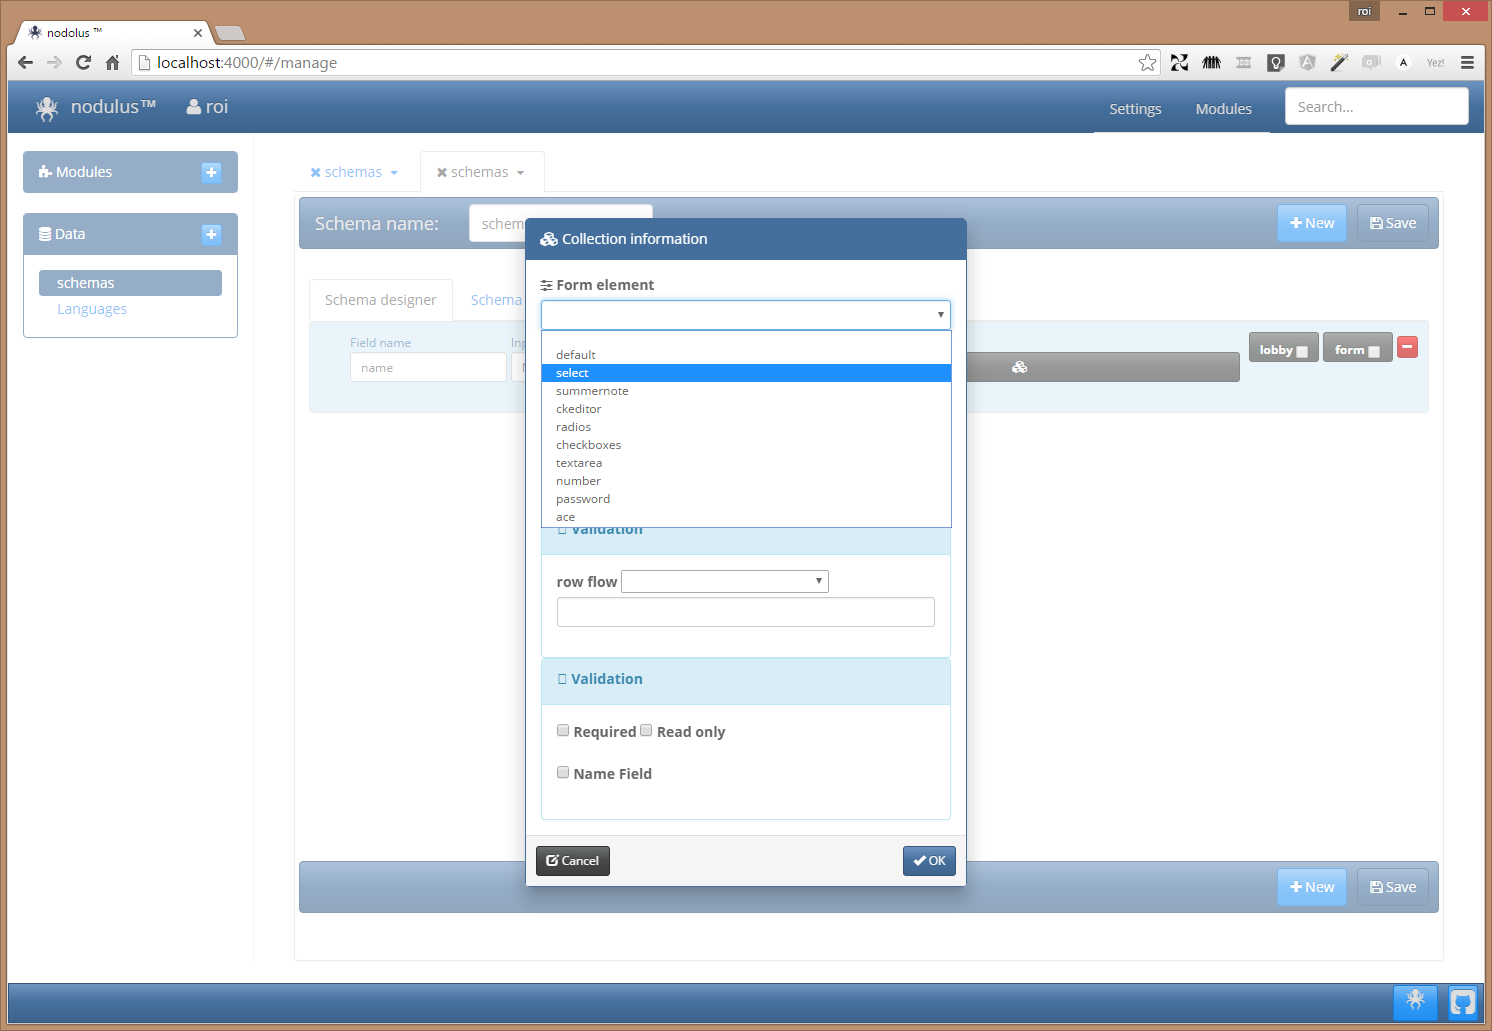 roi
nodolus ™
localhost:4000/#/manage
Yez!
nodulus™ roi Settings Modules Search...
Modules
Data
schemas
Languages
schemas schemas
Schema name: schem New Save
Schema designer Schema
Field name
name
lobby form
Collection information
Form element
default
select
summernote
ckeditor
radios
checkboxes
textarea
number
password
ace
Validation
row flow
Validation
Required Read only
Name Field
Cancel OK
New Save